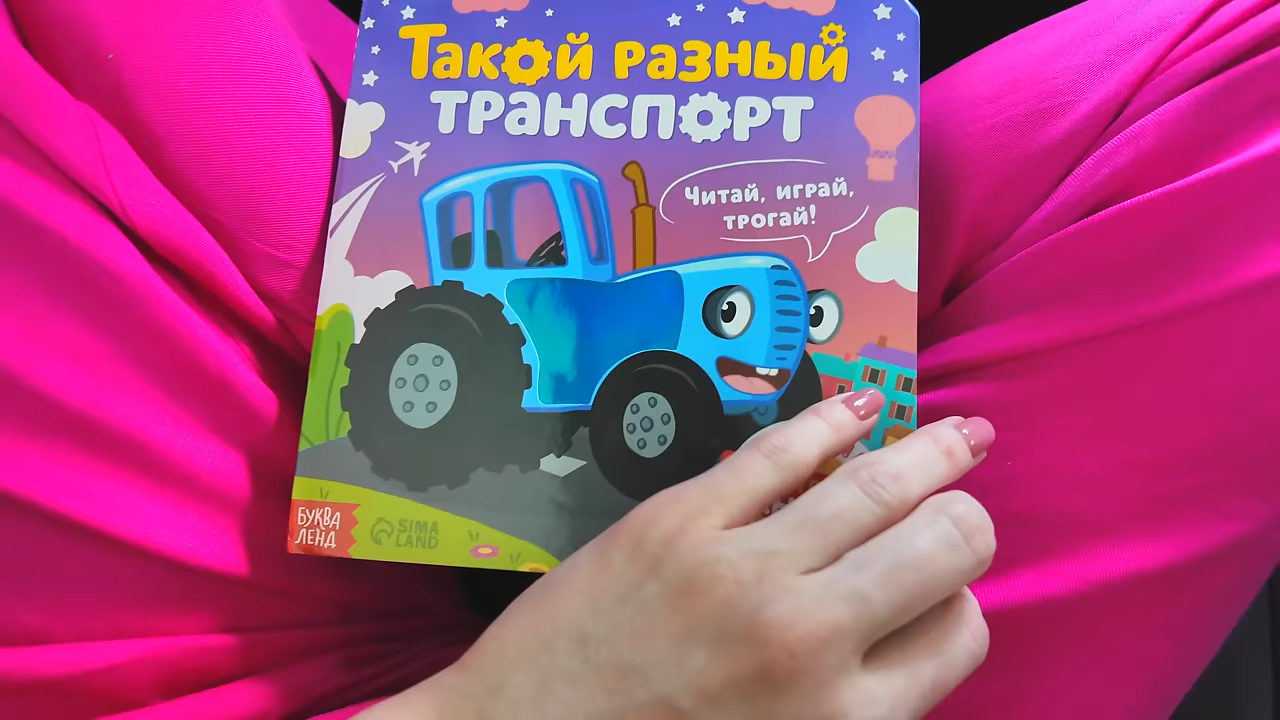 Такой разный
транспорт
Читай, играй,
трогай!
БУКВА
ЛЕНД
SIMA
LAND